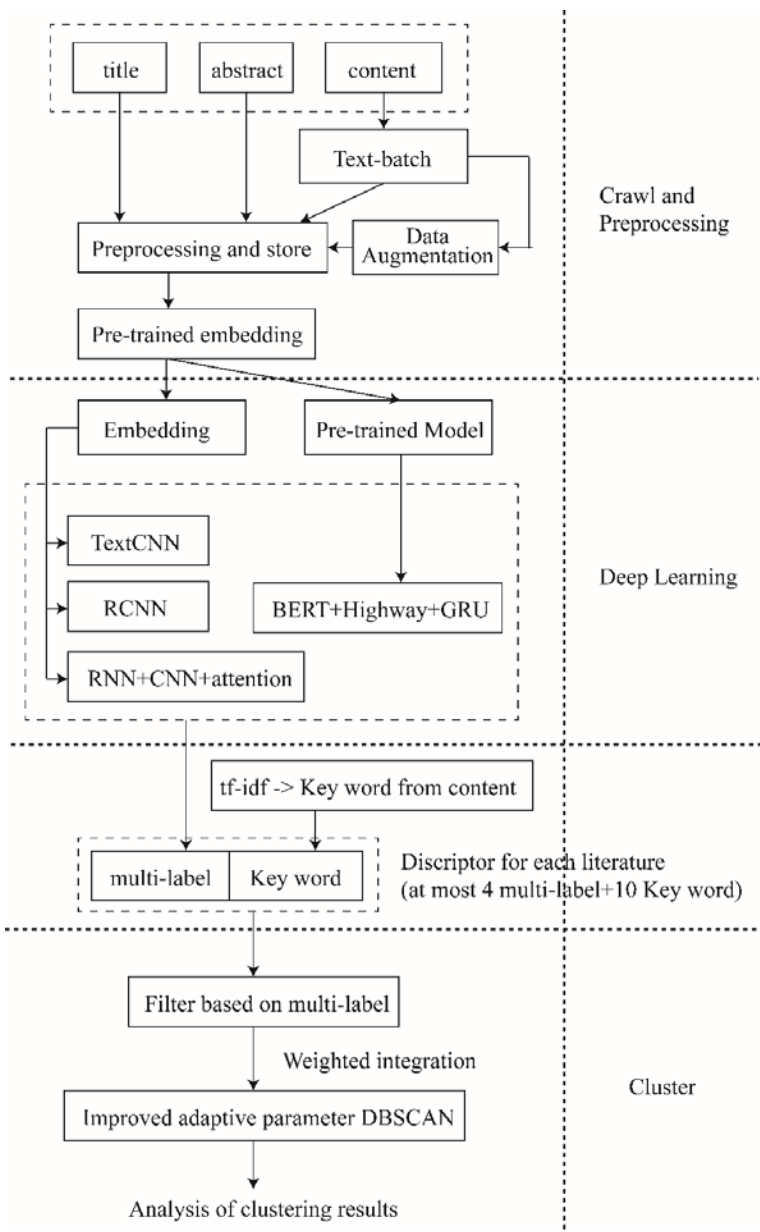 title
abstract
content
Text-batch
Crawl and
Preprocessing
Preprocessing and store
Data
Augmentation
Pre-trained embedding
Embedding
Pre-trained Model
TextCNN
RCNN
BERT+Highway+GRU
Deep Learning
RNN+CNN+attention
tf-idf -> Key word from content
multi-label
Key word
Discriptor for each literature
(at most 4 multi-label+10 Key word)
Filter based on multi-label
Weighted integration
Cluster
Improved adaptive parameter DBSCAN
Analysis of clustering results